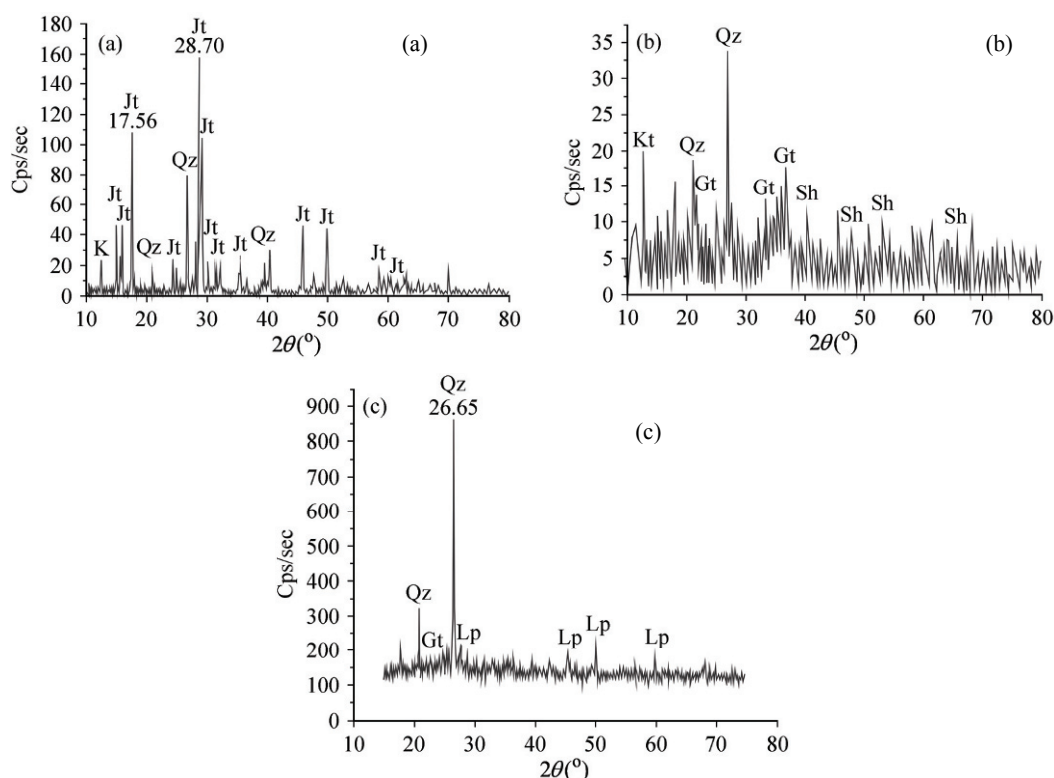 (a)
Jt
28.70
(a)
Jt
17.56
Jt
Qz
Jt
Jt
K
Qz
Jt
Jt
Jt
Jt
Qz
Jt
Jt
Jt
Jt
180
160
140
120
100
80
60
40
20
0
Cps/sec
10 20 30 40 50 60 70 80
2θ(°)
(b)
Qz
(b)
Kt
Qz
Gt
Gt
Gt
Sh
Sh
Sh
Sh
35
30
25
20
15
10
5
0
Cps/sec
10 20 30 40 50 60 70 80
2θ(°)
Qz
26.65
(c)
(c)
Qz
Gt
Lp
Lp
Lp
Lp
900
800
700
600
500
400
300
200
100
0
Cps/sec
10 20 30 40 50 60 70 80
2θ(°)